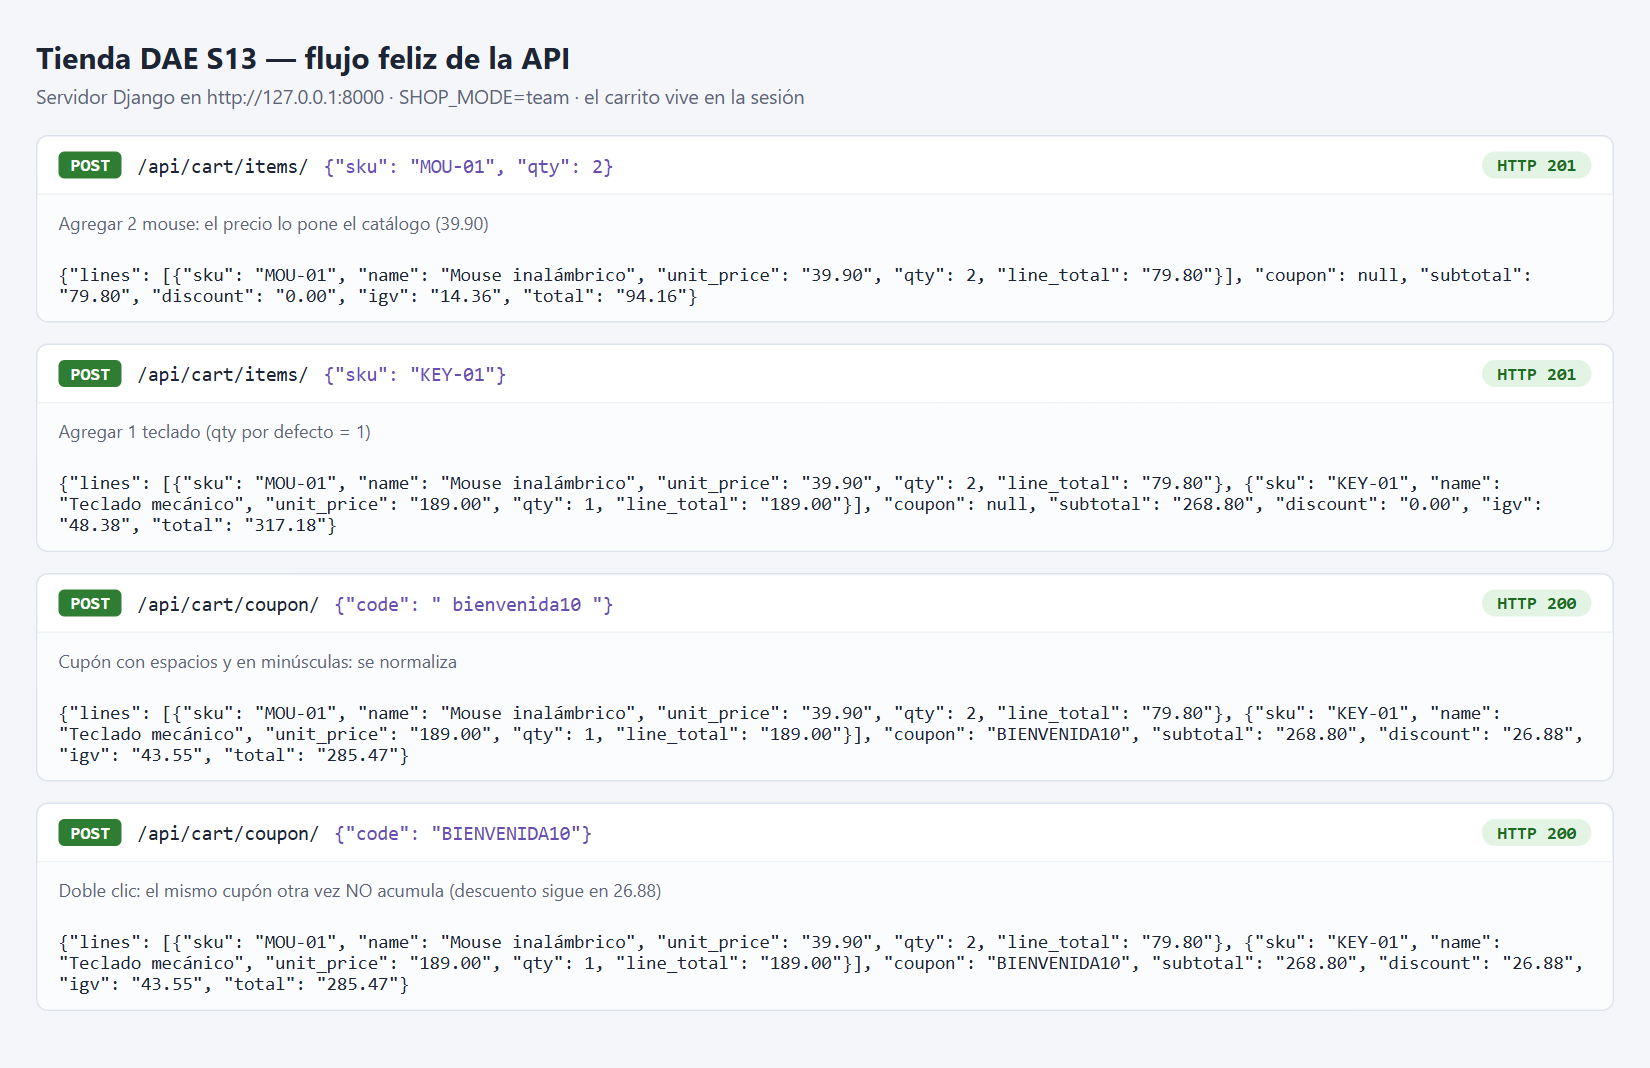 Tienda DAE S13 — flujo feliz de la API
Servidor Django en http://127.0.0.1:8000 · SHOP_MODE=team · el carrito vive en la sesión
POST /api/cart/items/ {"sku": "MOU-01", "qty": 2} HTTP 201
Agregar 2 mouse: el precio lo pone el catálogo (39.90)
{"lines": [{"sku": "MOU-01", "name": "Mouse inalámbrico", "unit_price": "39.90", "qty": 2, "line_total": "79.80"}], "coupon": null, "subtotal":
"79.80", "discount": "0.00", "igv": "14.36", "total": "94.16"}
POST /api/cart/items/ {"sku": "KEY-01"} HTTP 201
Agregar 1 teclado (qty por defecto = 1)
{"lines": [{"sku": "MOU-01", "name": "Mouse inalámbrico", "unit_price": "39.90", "qty": 2, "line_total": "79.80"}, {"sku": "KEY-01", "name":
"Teclado mecánico", "unit_price": "189.00", "qty": 1, "line_total": "189.00"}], "coupon": null, "subtotal": "268.80", "discount": "0.00", "igv":
"48.38", "total": "317.18"}
POST /api/cart/coupon/ {"code": " bienvenida10 "} HTTP 200
Cupón con espacios y en minúsculas: se normaliza
{"lines": [{"sku": "MOU-01", "name": "Mouse inalámbrico", "unit_price": "39.90", "qty": 2, "line_total": "79.80"}, {"sku": "KEY-01", "name":
"Teclado mecánico", "unit_price": "189.00", "qty": 1, "line_total": "189.00"}], "coupon": "BIENVENIDA10", "subtotal": "268.80", "discount": "26.88",
"igv": "43.55", "total": "285.47"}
POST /api/cart/coupon/ {"code": "BIENVENIDA10"} HTTP 200
Doble clic: el mismo cupón otra vez NO acumula (descuento sigue en 26.88)
{"lines": [{"sku": "MOU-01", "name": "Mouse inalámbrico", "unit_price": "39.90", "qty": 2, "line_total": "79.80"}, {"sku": "KEY-01", "name":
"Teclado mecánico", "unit_price": "189.00", "qty": 1, "line_total": "189.00"}], "coupon": "BIENVENIDA10", "subtotal": "268.80", "discount": "26.88",
"igv": "43.55", "total": "285.47"}